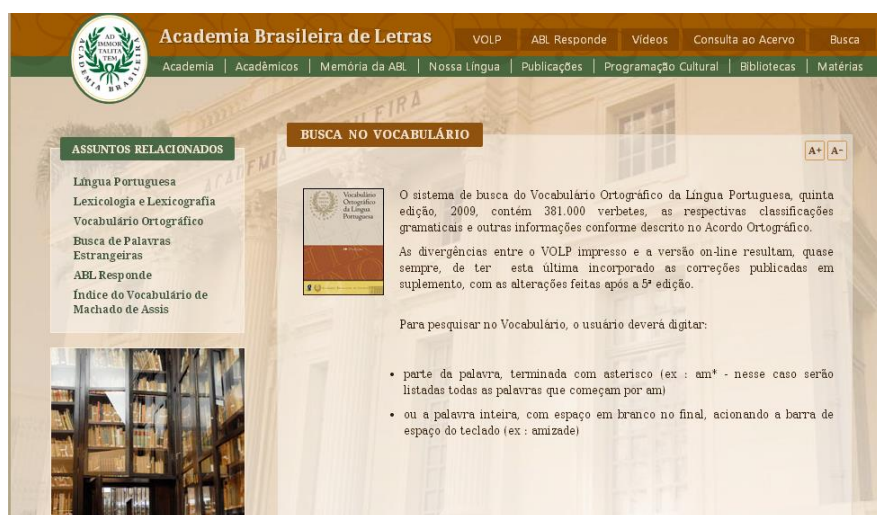 Academia Brasileira de Letras
VOLP ABL Responde Vídeos Consulta ao Acervo Busca
AD
IMMOR
TALITA
TEM
ACADEMIA BRASILEIRA
Academia | Acadêmicos | Memória da ABL | Nossa Língua | Publicações | Programação Cultural | Bibliotecas | Matérias
ASSUNTOS RELACIONADOS
Língua Portuguesa
Lexicologia e Lexicografia
Vocabulário Ortográfico
Busca de Palavras
Estrangeiras
ABL Responde
Índice do Vocabulário de
Machado de Assis
BUSCA NO VOCABULÁRIO
A+ A-
Vocabulário
Ortográfico
da Língua
Portuguesa
O sistema de busca do Vocabulário Ortográfico da Língua Portuguesa, quinta
edição, 2009, contém 381.000 verbetes, as respectivas classificações
gramaticais e outras informações conforme descrito no Acordo Ortográfico.
As divergências entre o VOLP impresso e a versão on-line resultam, quase
sempre, de ter esta última incorporado as correções publicadas em
suplemento, com as alterações feitas após a 5ª edição.
Para pesquisar no Vocabulário, o usuário deverá digitar:
• parte da palavra, terminada com asterisco (ex : am* - nesse caso serão
listadas todas as palavras que começam por am)
• ou a palavra inteira, com espaço em branco no final, acionando a barra de
espaço do teclado (ex : amizade)